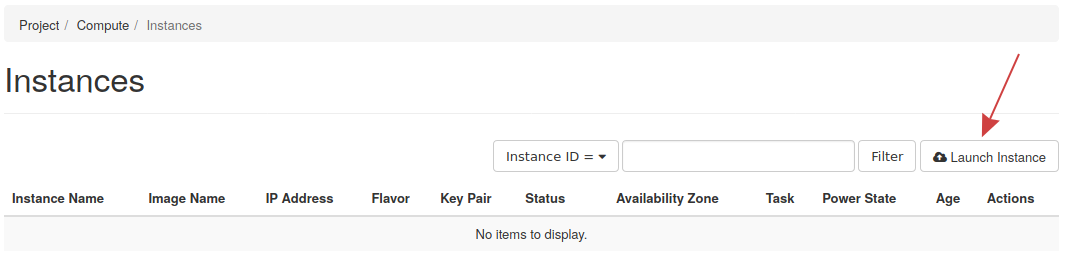 Project / Compute / Instances
Instances
Instance ID = Filter Launch Instance
Instance Name Image Name IP Address Flavor Key Pair Status Availability Zone Task Power State Age Actions
No items to display.